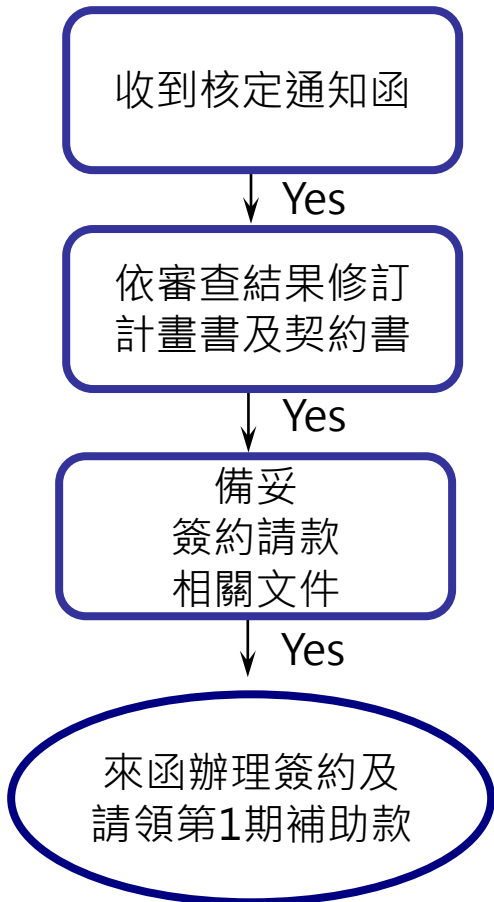 收到核定通知函
Yes
依審查結果修訂
計畫書及契約書
Yes
備妥
簽約請款
相關文件
Yes
來函辦理簽約及
請領第1期補助款